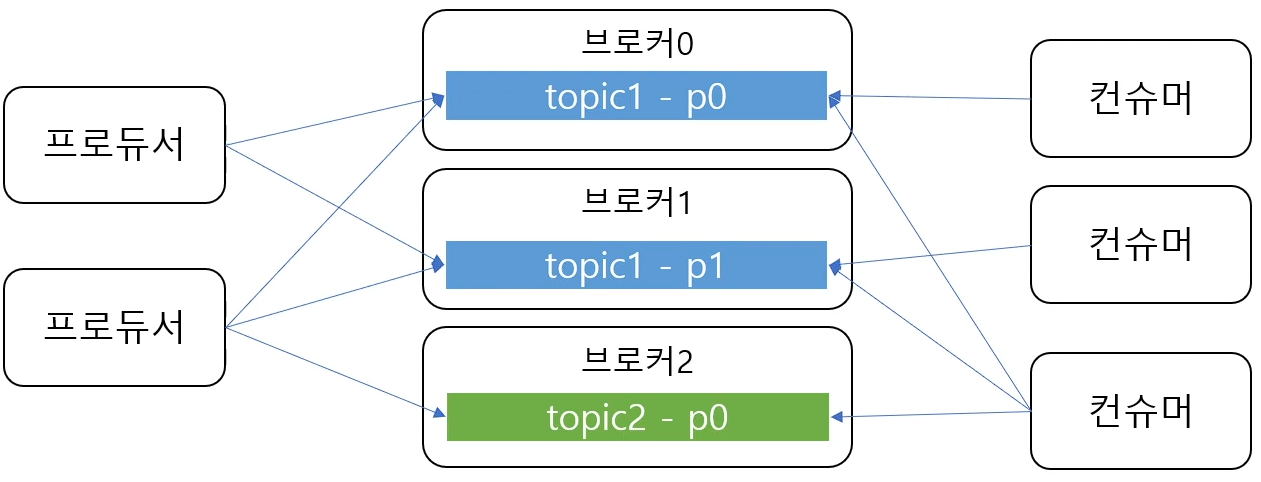 프로듀서
프로듀서
브로커0
topic1 - p0
브로커1
topic1 - p1
브로커2
topic2 - p0
컨슈머
컨슈머
컨슈머